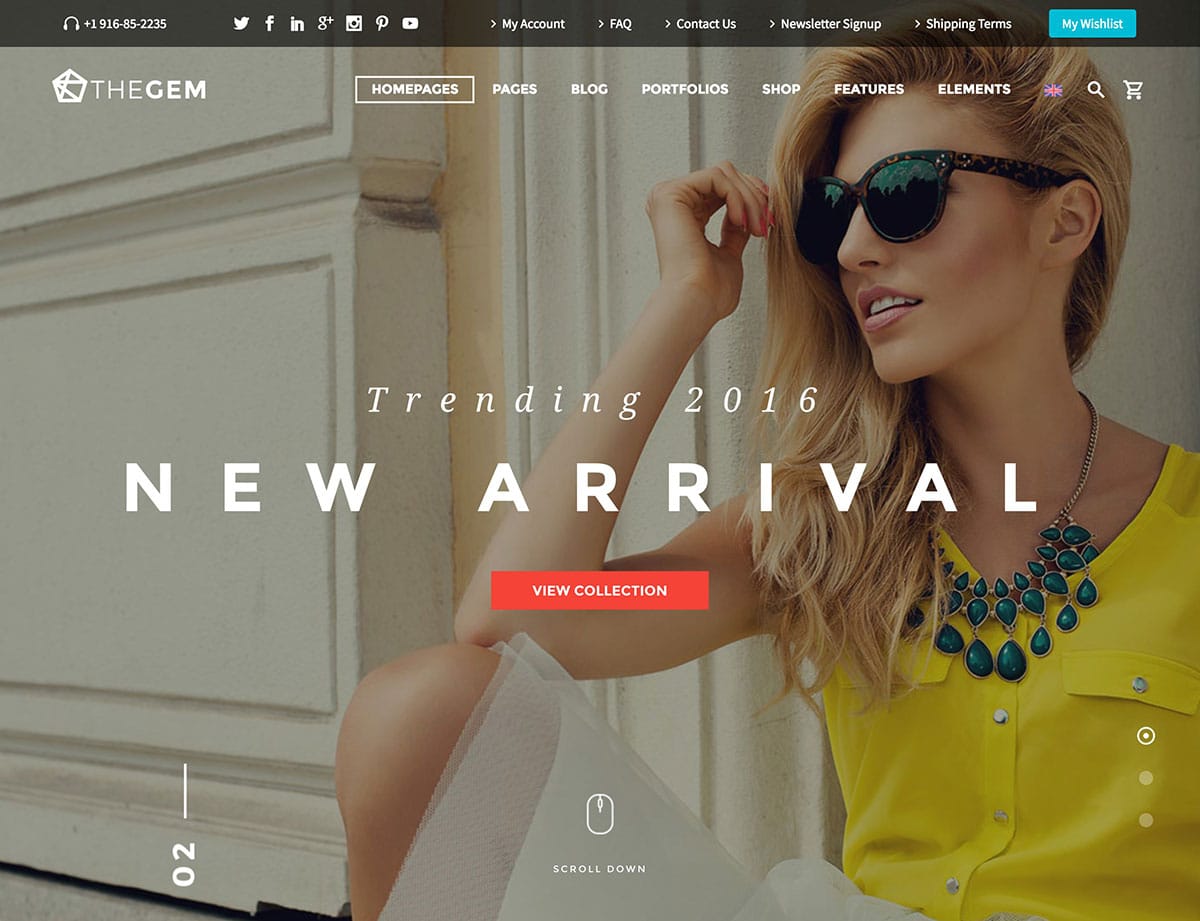 +1 916-85-2235 My Account FAQ Contact Us Newsletter Signup Shipping Terms My Wishlist
THEGEM HOMEPAGES PAGES BLOG PORTFOLIOS SHOP FEATURES ELEMENTS
Trending 2016
NEW ARRIVAL
VIEW COLLECTION
02
SCROLL DOWN